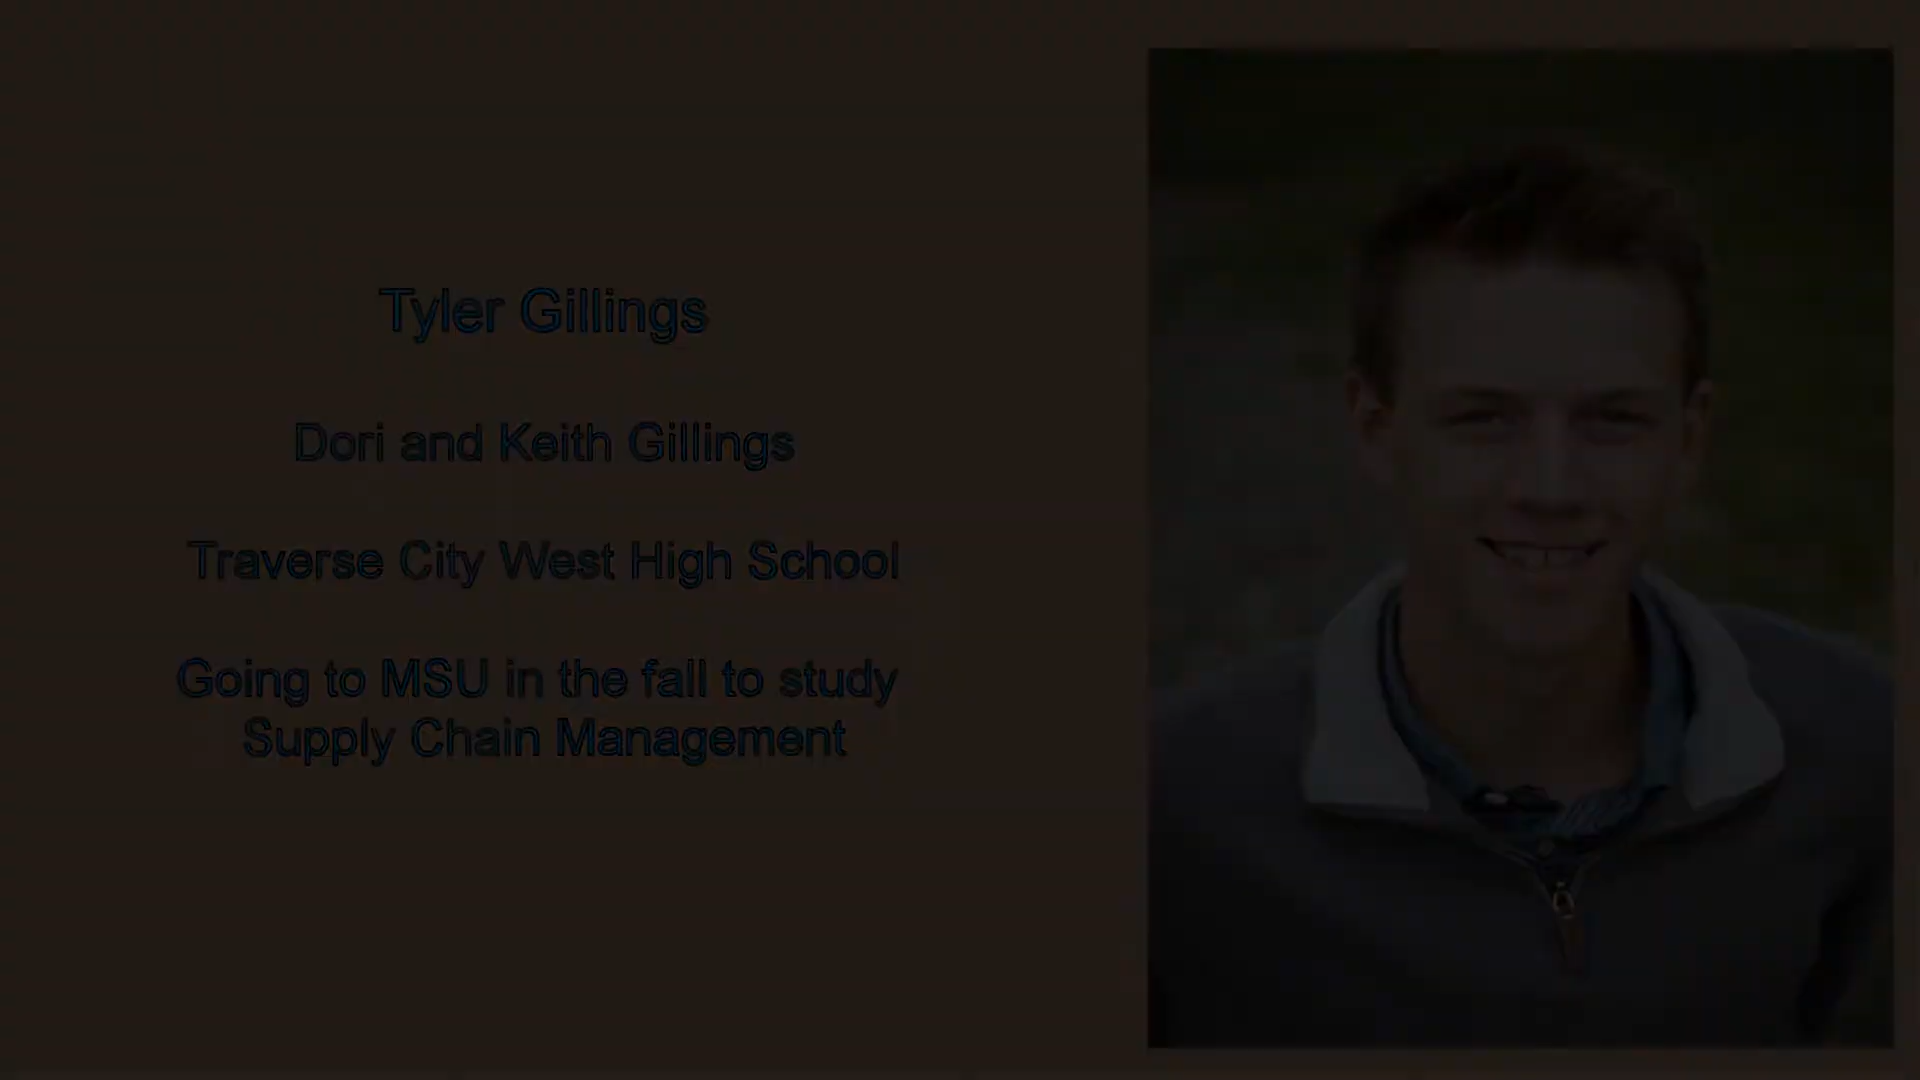 Tyler Gillings
Dori and Keith Gillings
Traverse City West High School
Going to MSU in the fall to study
Supply Chain Management